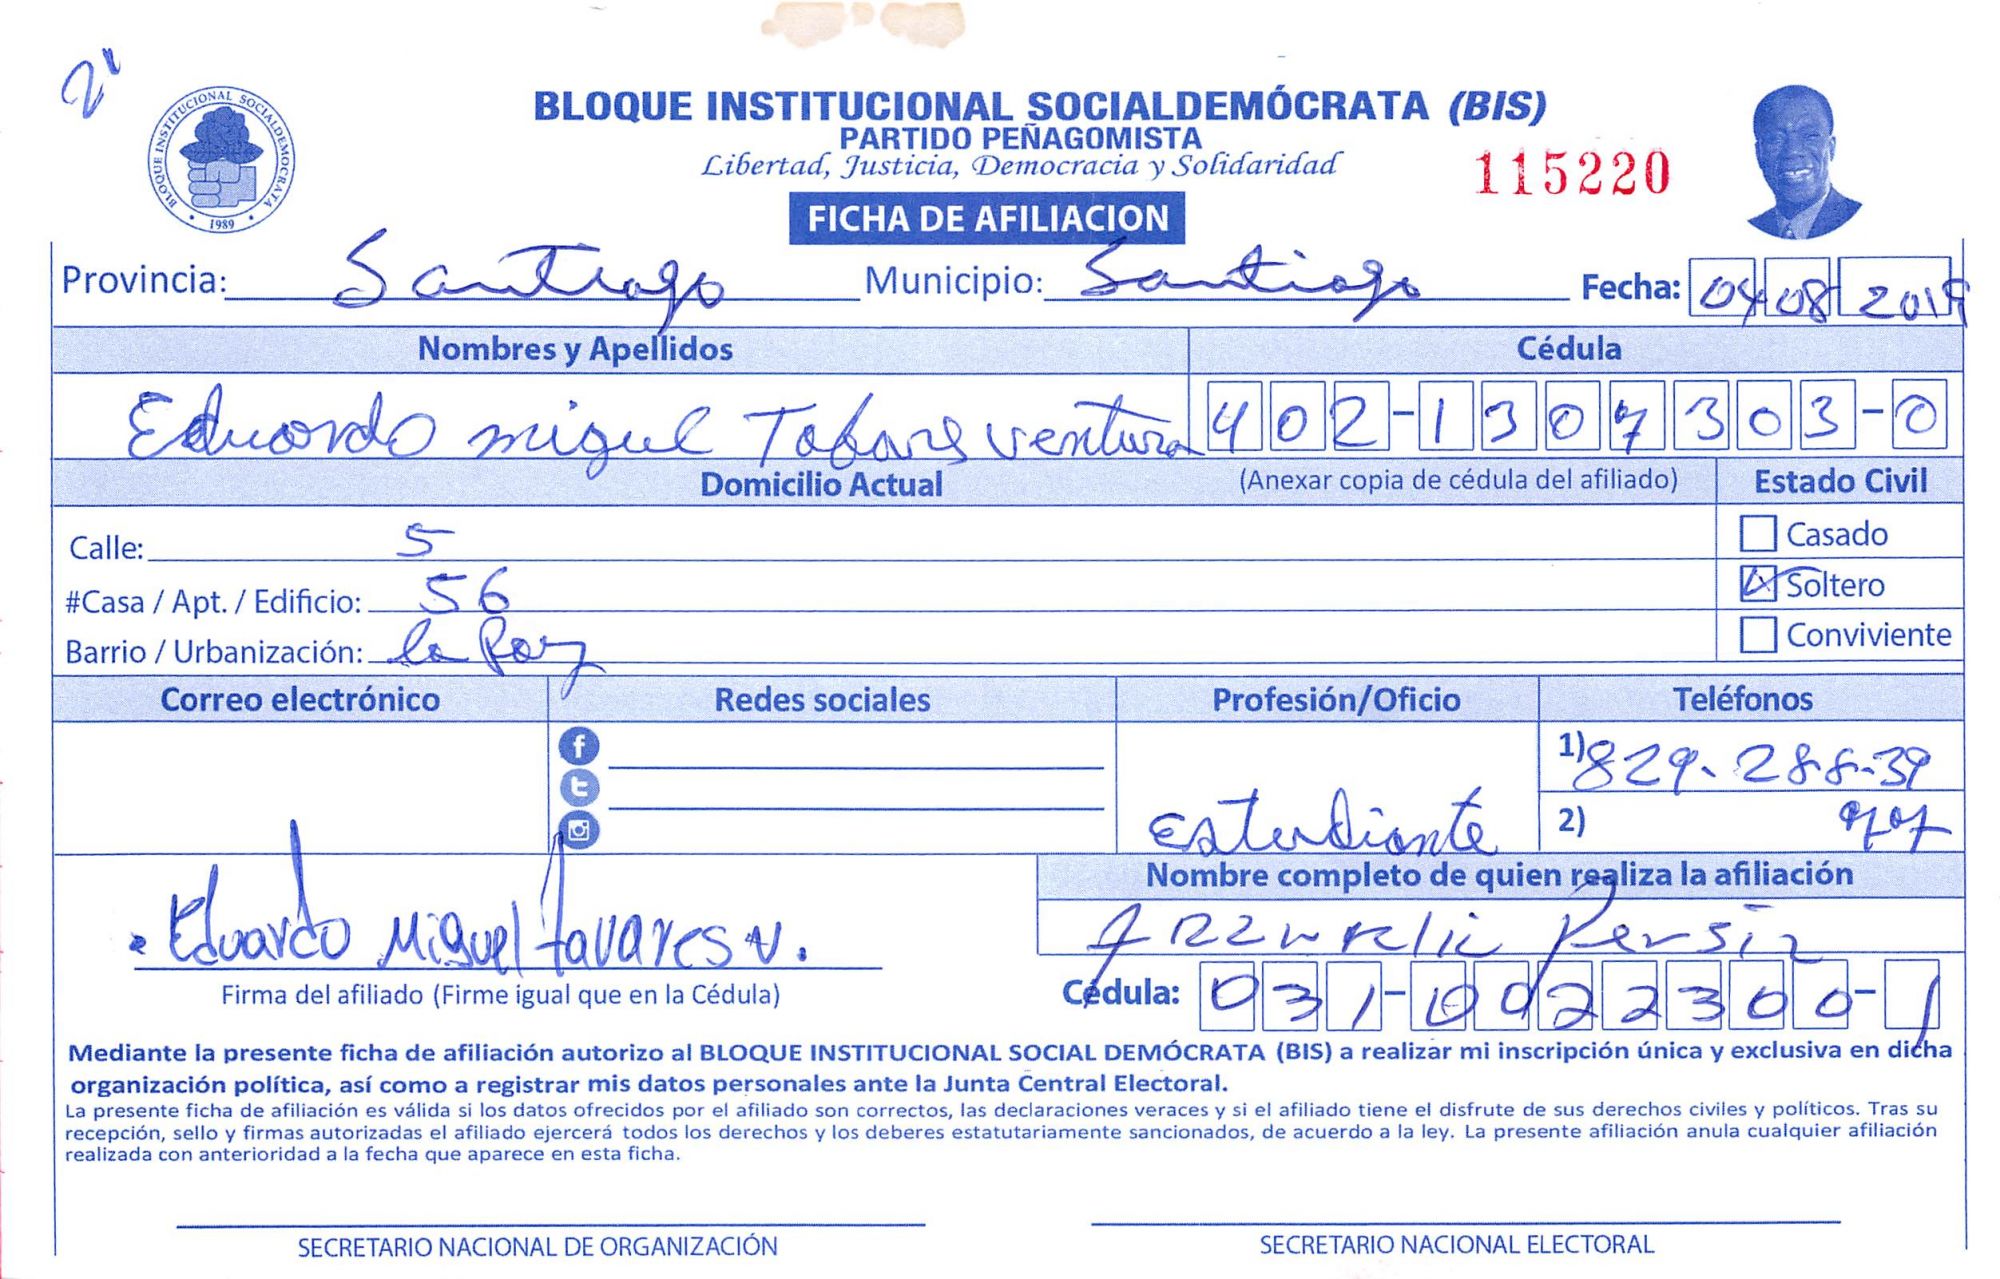 2"
BLOQUE INSTITUCIONAL SOCIALDEMÓCRATA
1989
BLOQUE INSTITUCIONAL SOCIALDEMÓCRATA (BIS)
PARTIDO PEÑAGOMISTA
Libertad, Justicia, Democracia y Solidaridad
115220
FICHA DE AFILIACION
Provincia: Santiago Municipio: Santiago Fecha: 04 08 2019
Nombres y Apellidos Cédula
Eduardo miguel Tabares ventura 402-1307303-0
Domicilio Actual (Anexar copia de cédula del afiliado) Estado Civil
Calle: 5 Casado
#Casa / Apt. / Edificio: 56 Soltero
Barrio / Urbanización: la Paz Conviviente
Correo electrónico Redes sociales Profesión/Oficio Teléfonos
1) 829-288-39
Estudiante 2) 97
Nombre completo de quien realiza la afiliación
Eduardo Miguel Tavares V.
Firma del afiliado (Firme igual que en la Cédula) Cédula: 031-0022300-1
Mediante la presente ficha de afiliación autorizo al BLOQUE INSTITUCIONAL SOCIAL DEMÓCRATA (BIS) a realizar mi inscripción única y exclusiva en dicha
organización política, así como a registrar mis datos personales ante la Junta Central Electoral.
La presente ficha de afiliación es válida si los datos ofrecidos por el afiliado son correctos, las declaraciones veraces y si el afiliado tiene el disfrute de sus derechos civiles y políticos. Tras su
recepción, sello y firmas autorizadas el afiliado ejercerá todos los derechos y los deberes estatutariamente sancionados, de acuerdo a la ley. La presente afiliación anula cualquier afiliación
realizada con anterioridad a la fecha que aparece en esta ficha.
SECRETARIO NACIONAL DE ORGANIZACIÓN SECRETARIO NACIONAL ELECTORAL